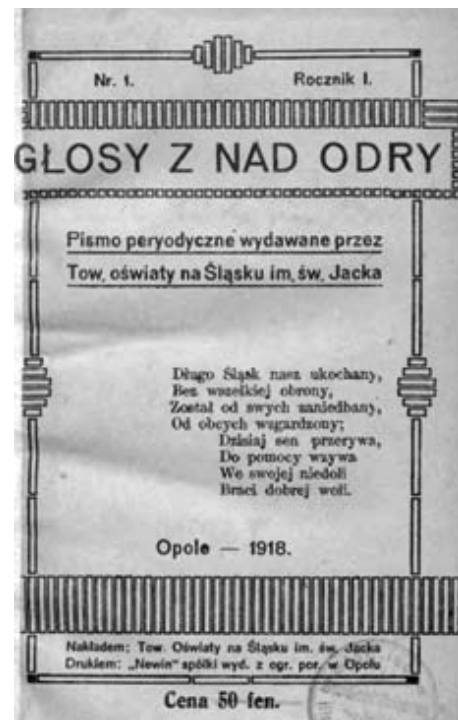 Nr. 1. Rocznik I.
GŁOSY Z NAD ODRY
Pismo peryodyczne wydawane przez
Tow. oświaty na Śląsku im. św. Jacka
Długo Śląsk nasz ukochany,
Bez wszelkiej obrony,
Został od swych zaniedbany,
Od obcych wzgardzony;
Dzisiaj sen przerywa,
Do pomocy wzywa
We swojej niedoli
Braci dobrej woli.
Opole — 1918.
Nakładem: Tow. Oświaty na Śląsku im. św. Jacka
Drukiem: „Nowin" spółki wyd. z ogr. por. w Opolu
Cena 50 fen.